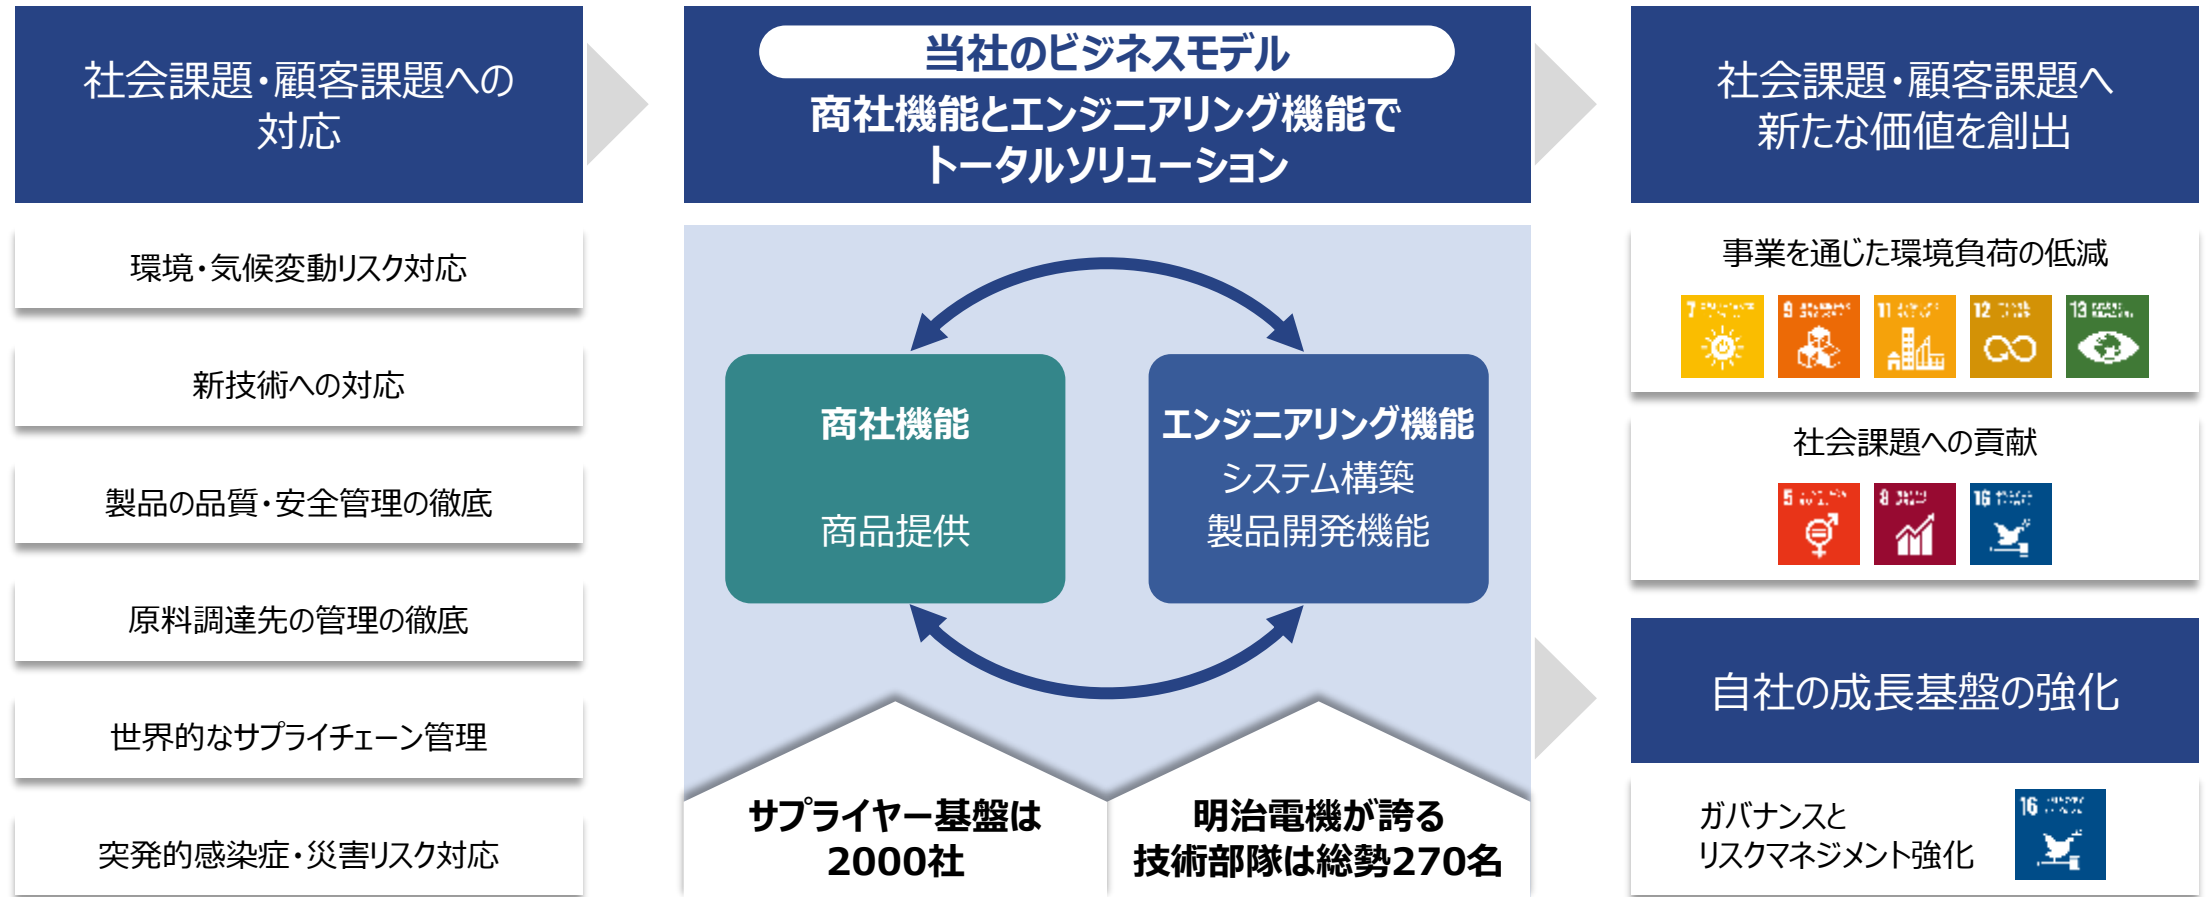 社会課題・顧客課題への
対応
環境・気候変動リスク対応
新技術への対応
製品の品質・安全管理の徹底
原料調達先の管理の徹底
世界的なサプライチェーン管理
突発的感染症・災害リスク対応
当社のビジネスモデル
商社機能とエンジニアリング機能で
トータルソリューション
商社機能
商品提供
エンジニアリング機能
システム構築
製品開発機能
サプライヤー基盤は
2000社
明治電機が誇る
技術部隊は総勢270名
社会課題・顧客課題へ
新たな価値を創出
事業を通じた環境負荷の低減
7
9
11
12
13
社会課題への貢献
5
8
16
自社の成長基盤の強化
ガバナンスと
リスクマネジメント強化
16